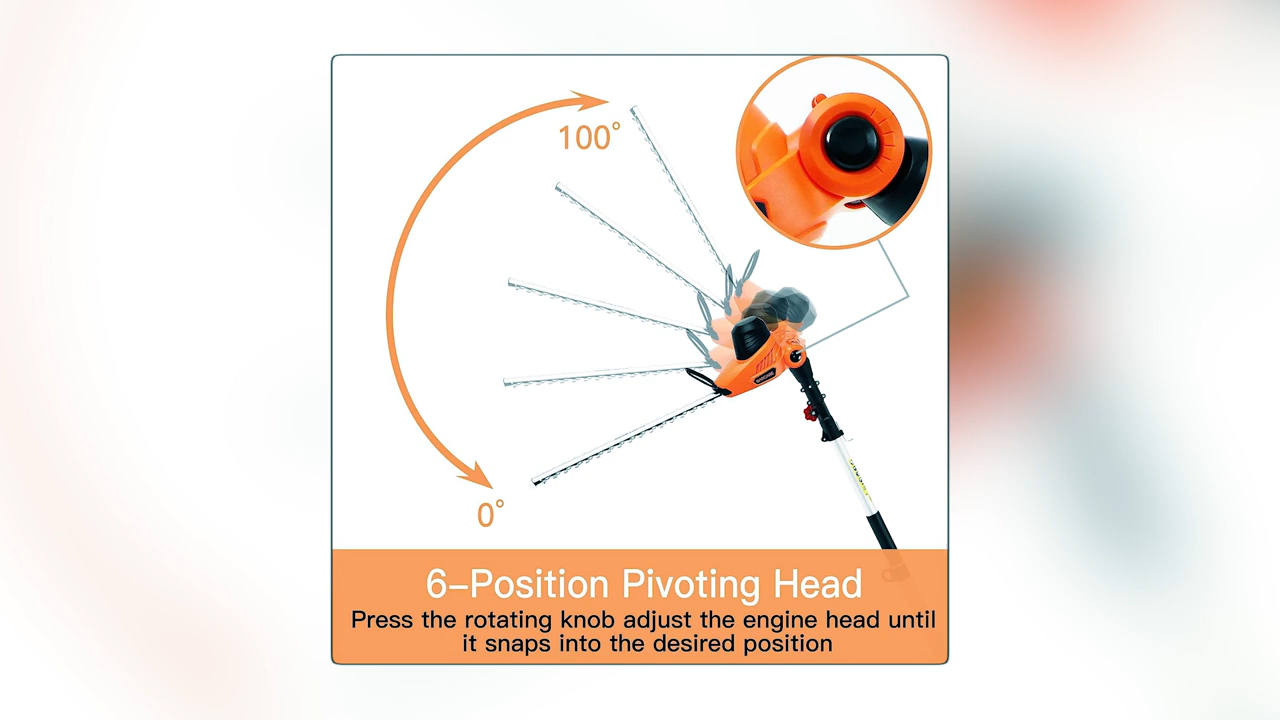 100°
0°
6-Position Pivoting Head
Press the rotating knob adjust the engine head until
it snaps into the desired position